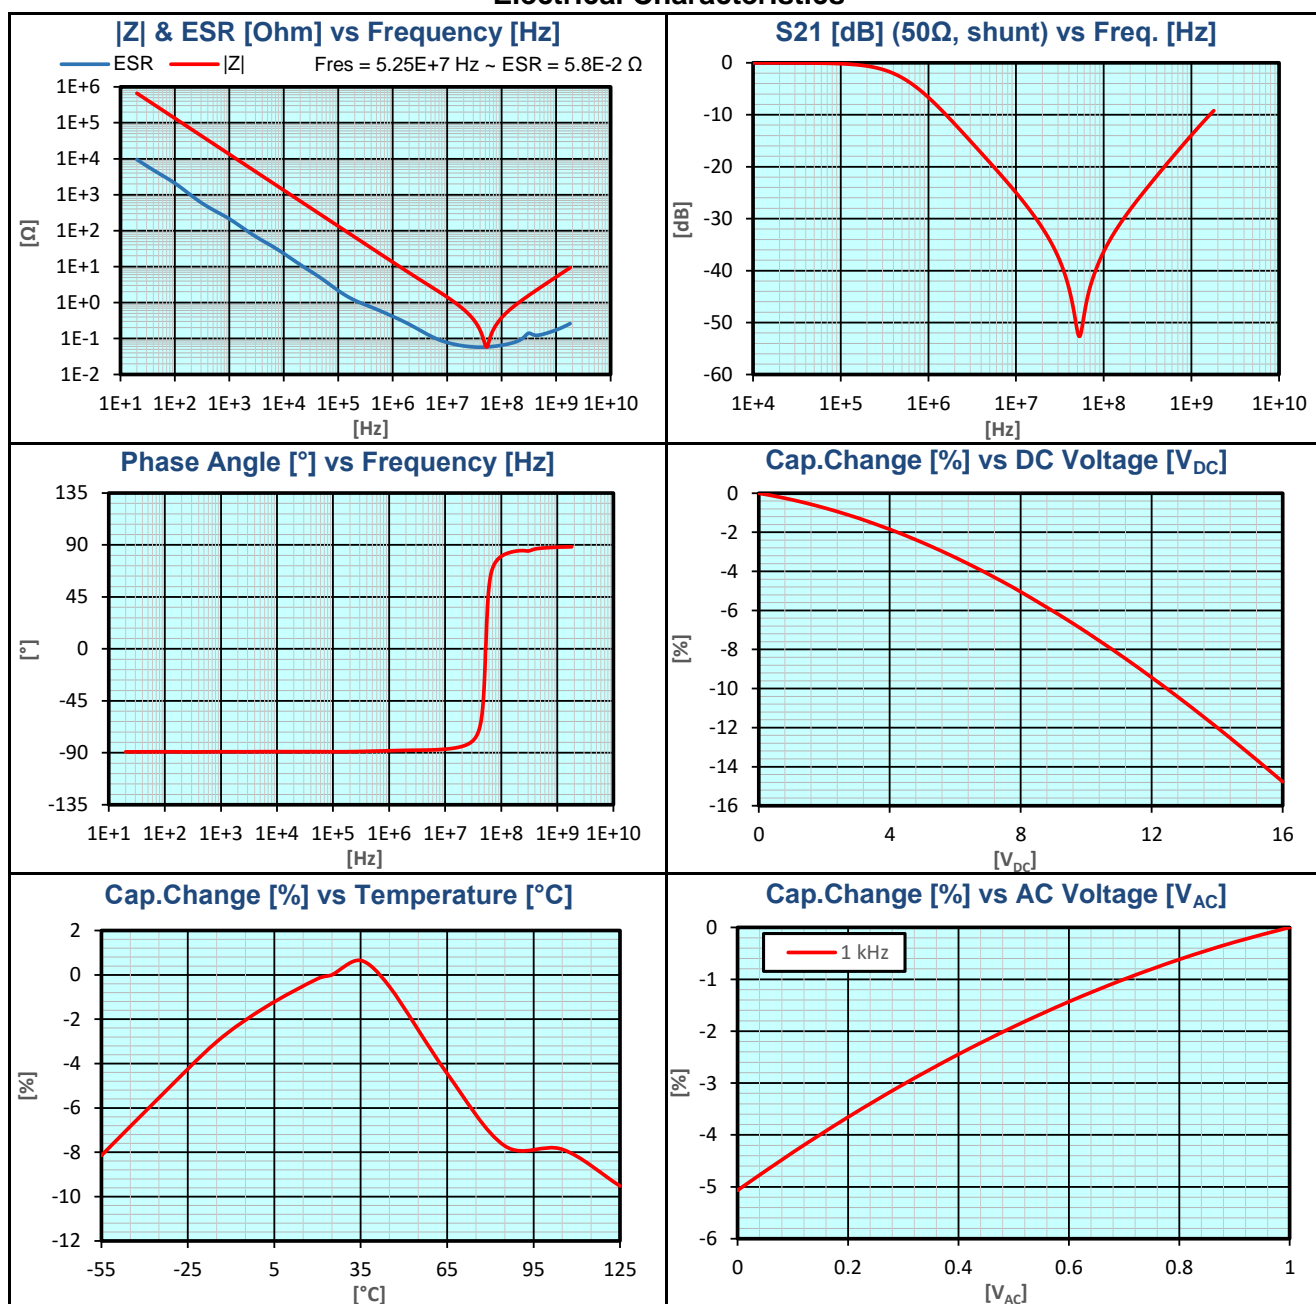 Electrical Characteristics
|Z| & ESR [Ohm] vs Frequency [Hz]
ESR |Z| Fres = 5.25E+7 Hz ~ ESR = 5.8E-2 Ω
1E+6
1E+5
1E+4
1E+3
1E+2
1E+1
1E+0
1E-1
1E-2
[Ω]
1E+1 1E+2 1E+3 1E+4 1E+5 1E+6 1E+7 1E+8 1E+9 1E+10
[Hz]
S21 [dB] (50Ω, shunt) vs Freq. [Hz]
0
-10
-20
-30
-40
-50
-60
[dB]
1E+4 1E+5 1E+6 1E+7 1E+8 1E+9 1E+10
[Hz]
Phase Angle [°] vs Frequency [Hz]
135
90
45
0
-45
-90
-135
[°]
1E+1 1E+2 1E+3 1E+4 1E+5 1E+6 1E+7 1E+8 1E+9 1E+10
[Hz]
Cap.Change [%] vs DC Voltage [VDC]
0
-2
-4
-6
-8
-10
-12
-14
-16
[%]
0 4 8 12 16
[VDC]
Cap.Change [%] vs Temperature [°C]
2
0
-2
-4
-6
-8
-10
-12
[%]
-55 -25 5 35 65 95 125
[°C]
Cap.Change [%] vs AC Voltage [VAC]
1 kHz
0
-1
-2
-3
-4
-5
-6
[%]
0 0.2 0.4 0.6 0.8 1
[VAC]